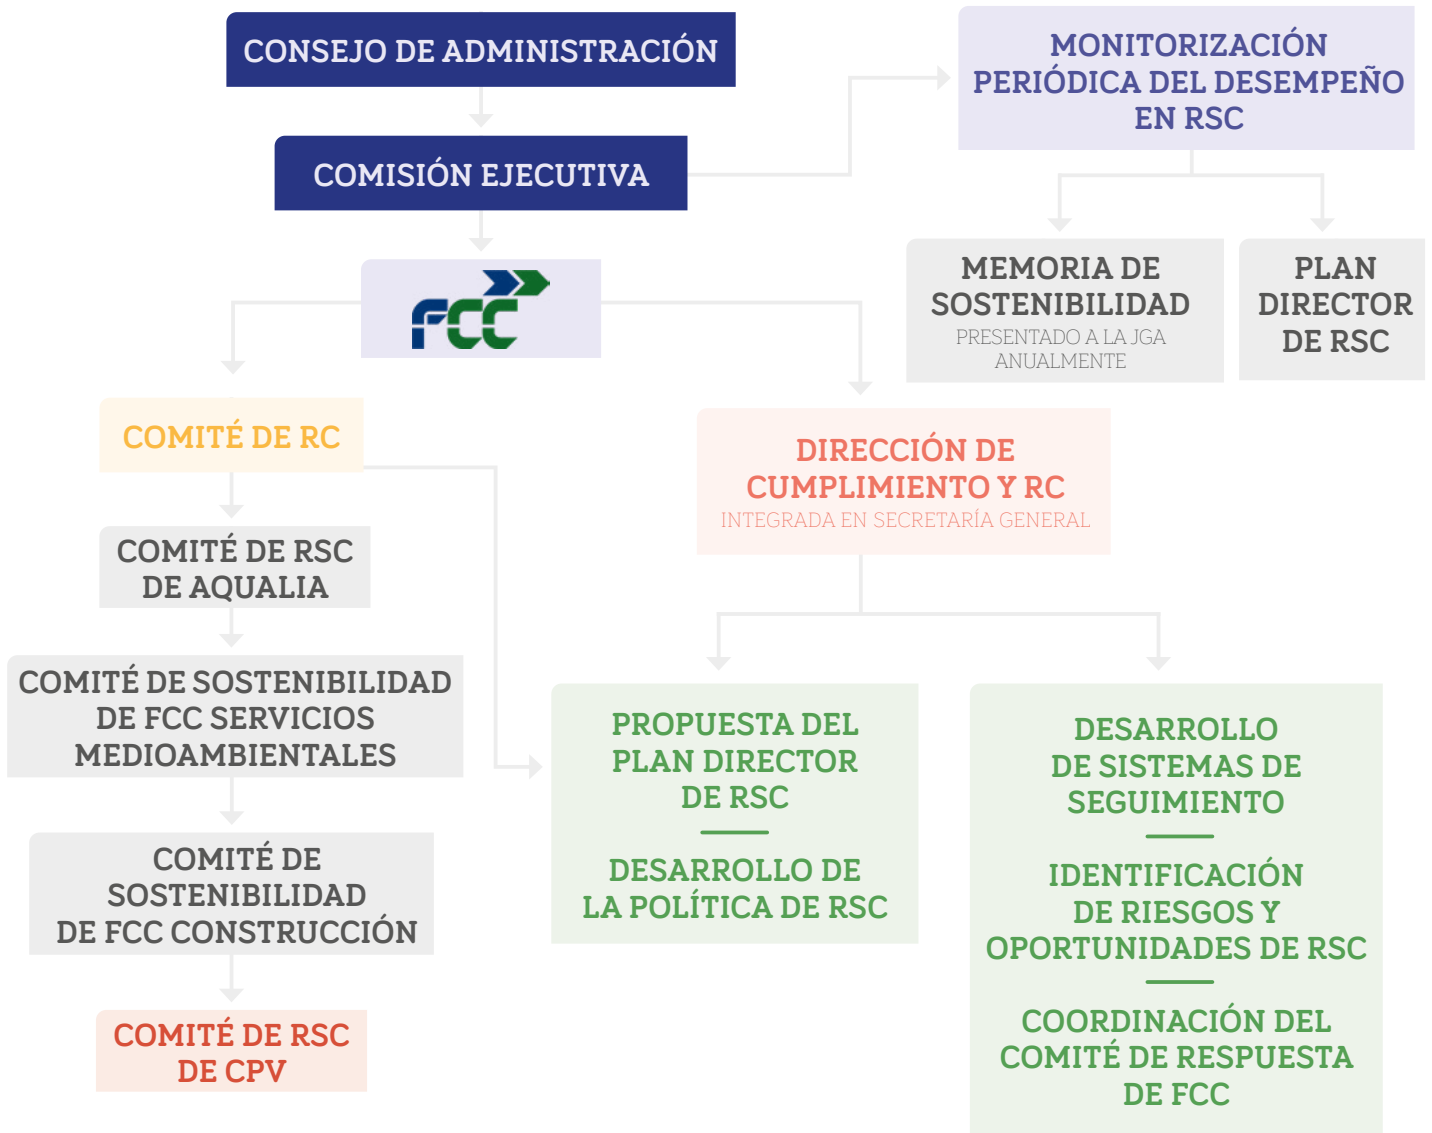 CONSEJO DE ADMINISTRACIÓN
COMISIÓN EJECUTIVA
MONITORIZACIÓN
PERIÓDICA DEL DESEMPEÑO
EN RSC
MEMORIA DE
SOSTENIBILIDAD
PRESENTADO A LA JGA
ANUALMENTE
PLAN
DIRECTOR
DE RSC
FCC
COMITÉ DE RC
COMITÉ DE RSC
DE AQUALIA
COMITÉ DE SOSTENIBILIDAD
DE FCC SERVICIOS
MEDIOAMBIENTALES
COMITÉ DE
SOSTENIBILIDAD
DE FCC CONSTRUCCIÓN
COMITÉ DE RSC
DE CPV
DIRECCIÓN DE
CUMPLIMIENTO Y RC
INTEGRADA EN SECRETARÍA GENERAL
PROPUESTA DEL
PLAN DIRECTOR
DE RSC
DESARROLLO DE
LA POLÍTICA DE RSC
DESARROLLO
DE SISTEMAS DE
SEGUIMIENTO
IDENTIFICACIÓN
DE RIESGOS Y
OPORTUNIDADES DE RSC
COORDINACIÓN DEL
COMITÉ DE RESPUESTA
DE FCC